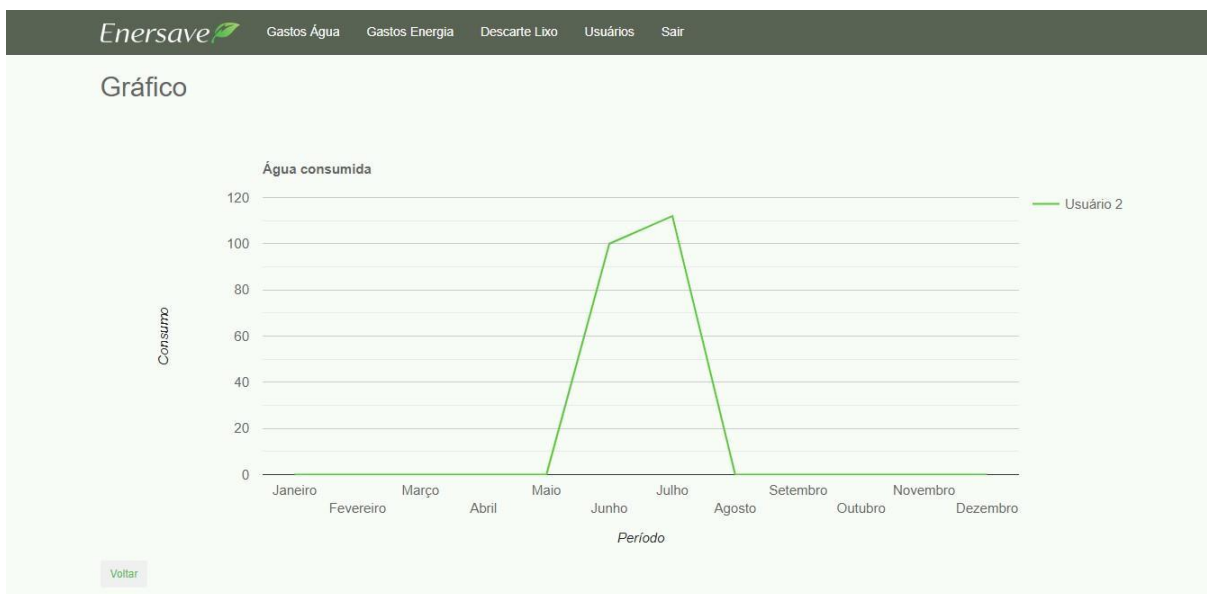 Enersave Gastos Água Gastos Energia Descarte Lixo Usuários Sair
Gráfico
Água consumida
120
Usuário 2
100
80
60
40
20
0
Consumo
Janeiro Março Maio Julho Setembro Novembro
Fevereiro Abril Junho Agosto Outubro Dezembro
Período
Voltar